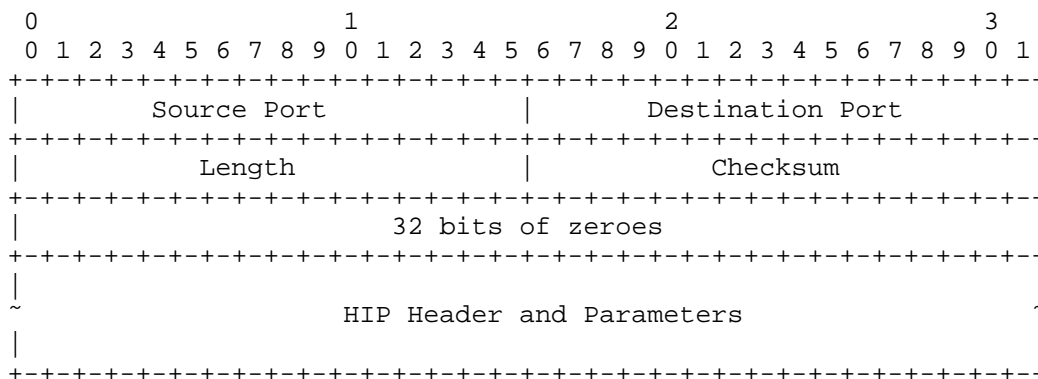 0                   1                   2                   3
 0 1 2 3 4 5 6 7 8 9 0 1 2 3 4 5 6 7 8 9 0 1 2 3 4 5 6 7 8 9 0 1
+-+-+-+-+-+-+-+-+-+-+-+-+-+-+-+-+-+-+-+-+-+-+-+-+-+-+-+-+-+-+-+--
|        Source Port            |       Destination Port
+-+-+-+-+-+-+-+-+-+-+-+-+-+-+-+-+-+-+-+-+-+-+-+-+-+-+-+-+-+-+-+--
|           Length              |           Checksum
+-+-+-+-+-+-+-+-+-+-+-+-+-+-+-+-+-+-+-+-+-+-+-+-+-+-+-+-+-+-+-+--
|                       32 bits of zeroes
+-+-+-+-+-+-+-+-+-+-+-+-+-+-+-+-+-+-+-+-+-+-+-+-+-+-+-+-+-+-+-+--
|
~                    HIP Header and Parameters                  ~
|
+-+-+-+-+-+-+-+-+-+-+-+-+-+-+-+-+-+-+-+-+-+-+-+-+-+-+-+-+-+-+-+--